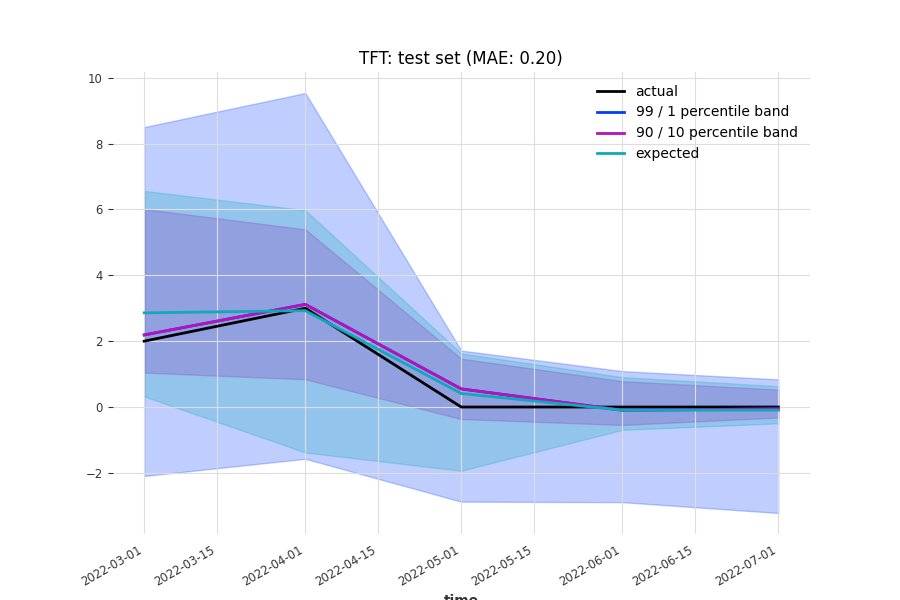 TFT: test set (MAE: 0.20)
actual
99 / 1 percentile band
90 / 10 percentile band
expected
10
8
6
4
2
0
−2
2022-03-01
2022-03-15
2022-04-01
2022-04-15
2022-05-01
2022-05-15
2022-06-01
2022-06-15
2022-07-01
time